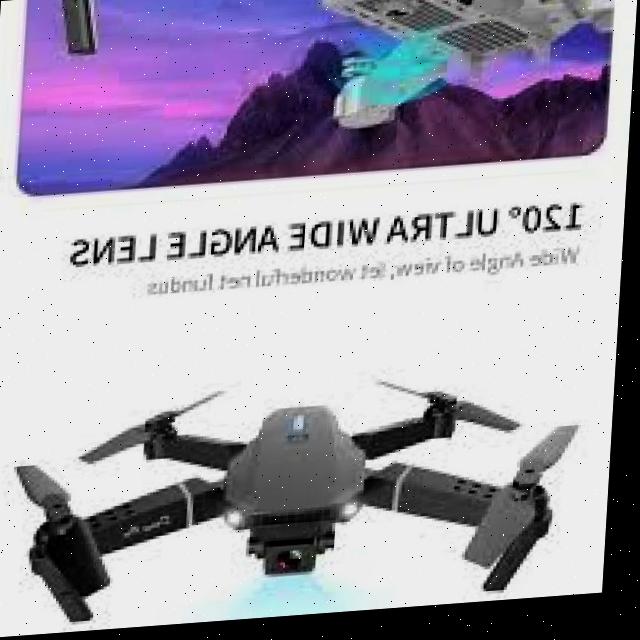 120° ULTRA WIDE ANGLE LENS
Wide Angle of view, let wonderful net fundus